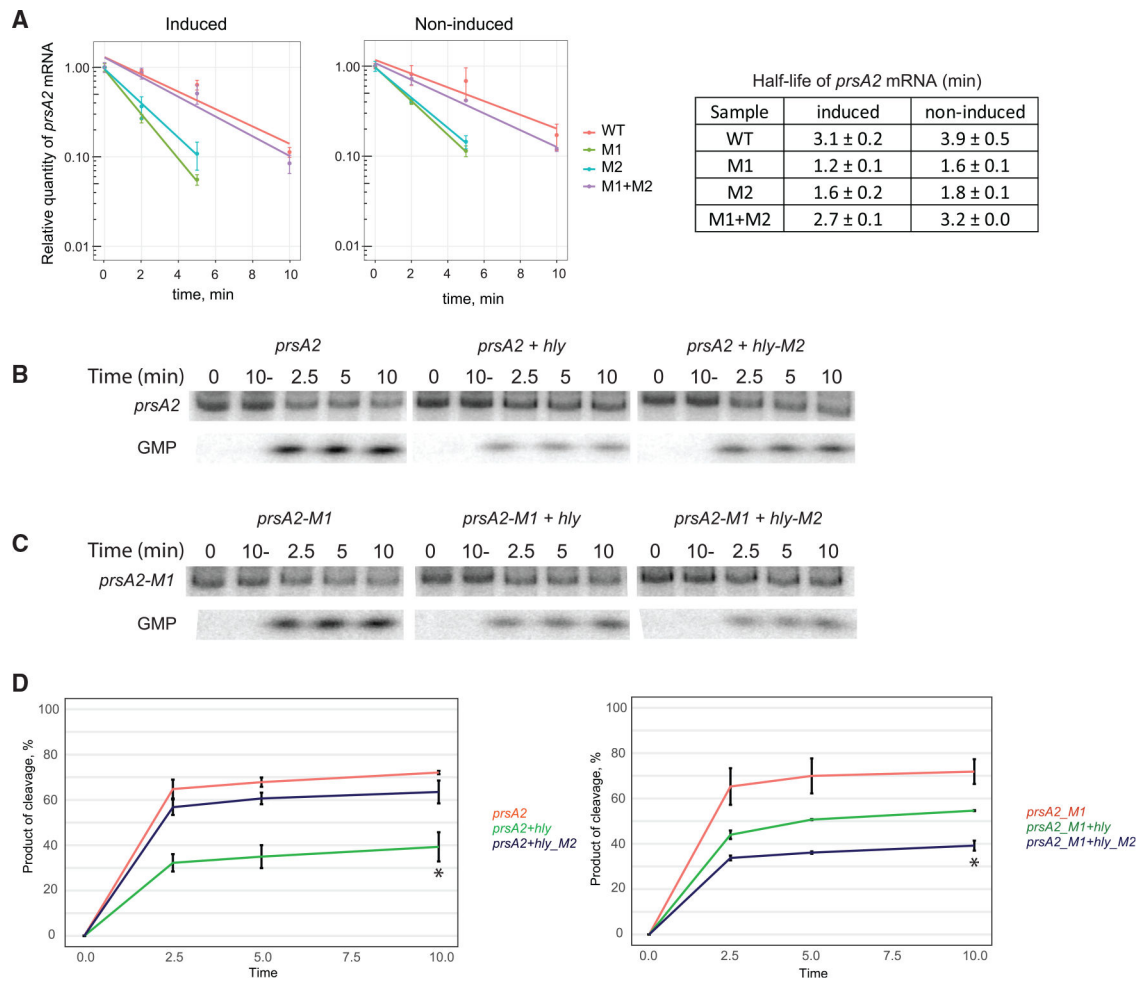 A
Induced
Non-induced
Relative quantity of prsA2 mRNA
1.00
0.10
0.01
0 2 4 6 8 10
time, min
1.00
0.10
0.01
0 2 4 6 8 10
time, min
WT
M1
M2
M1+M2
Half-life of prsA2 mRNA (min)
Sample induced non-induced
WT 3.1 ± 0.2 3.9 ± 0.5
M1 1.2 ± 0.1 1.6 ± 0.1
M2 1.6 ± 0.2 1.8 ± 0.1
M1+M2 2.7 ± 0.1 3.2 ± 0.0
B
prsA2 prsA2 + hly prsA2 + hly-M2
Time (min) 0 10- 2.5 5 10 0 10- 2.5 5 10 0 10- 2.5 5 10
prsA2
GMP
C
prsA2-M1 prsA2-M1 + hly prsA2-M1 + hly-M2
Time (min) 0 10- 2.5 5 10 0 10- 2.5 5 10 0 10- 2.5 5 10
prsA2-M1
GMP
D
Product of cleavage, %
100
80
60
40
20
0
*
0.0 2.5 5.0 7.5 10.0
Time
prsA2
prsA2+hly
prsA2+hly_M2
Product of cleavage, %
100
80
60
40
20
0
*
0.0 2.5 5.0 7.5 10.0
Time
prsA2_M1
prsA2_M1+hly
prsA2_M1+hly_M2